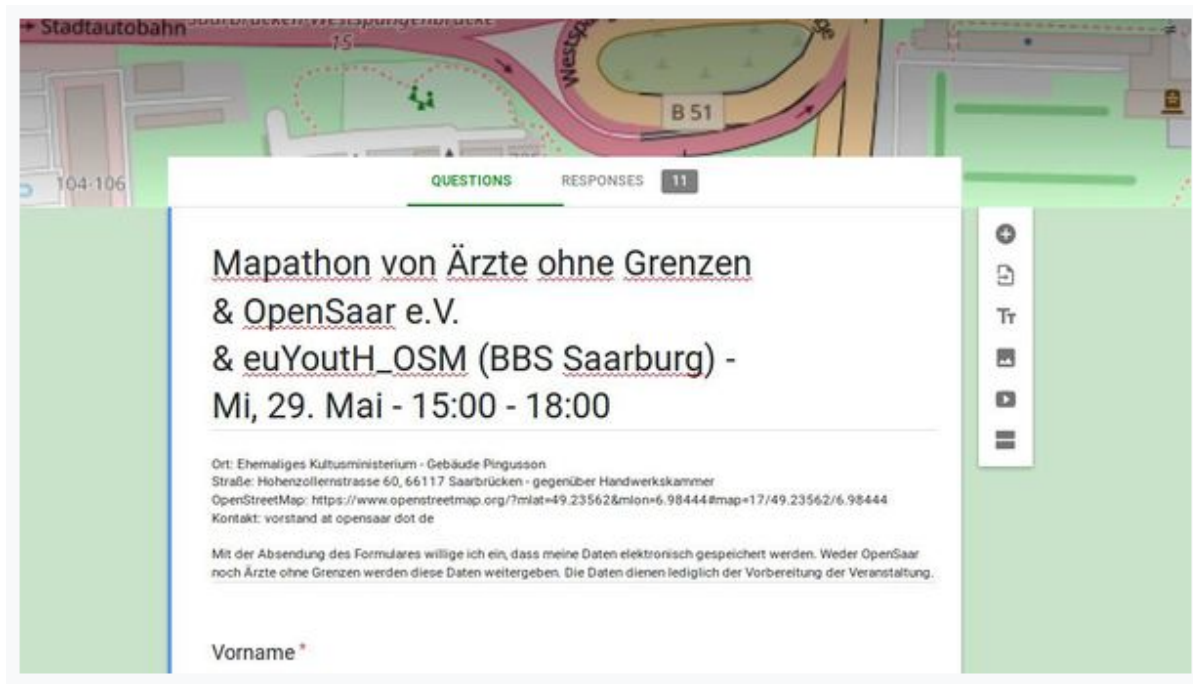 Stadtautobahn
Saarbrücken-Westspangenbrücke
15
Westsp
B 51
104-106
QUESTIONS RESPONSES 11
Mapathon von Ärzte ohne Grenzen
& OpenSaar e.V.
& euYoutH_OSM (BBS Saarburg) -
Mi, 29. Mai - 15:00 - 18:00
Ort: Ehemaliges Kultusministerium - Gebäude Pingusson
Straße: Hohenzollernstrasse 60, 66117 Saarbrücken - gegenüber Handwerkskammer
OpenStreetMap: https://www.openstreetmap.org/?mlat=49.23562&mlon=6.98444#map=17/49.23562/6.98444
Kontakt: vorstand at opensaar dot de
Mit der Absendung des Formulares willige ich ein, dass meine Daten elektronisch gespeichert werden. Weder OpenSaar
noch Ärzte ohne Grenzen werden diese Daten weitergeben. Die Daten dienen lediglich der Vorbereitung der Veranstaltung.
Vorname *